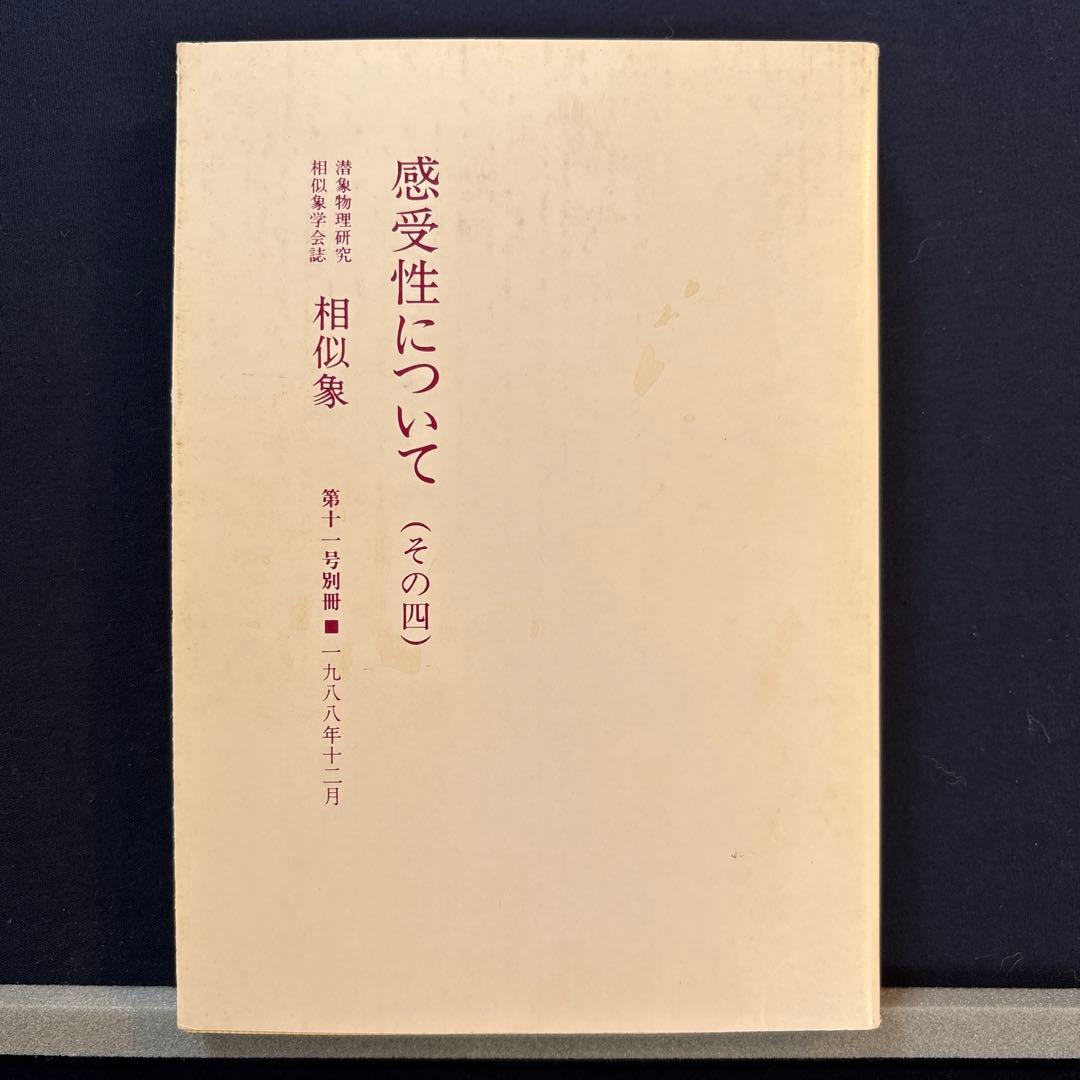 感受性について（その四）
潜象物理研究
相似象学会誌
相似象
第十一号別冊■一九八八年十二月